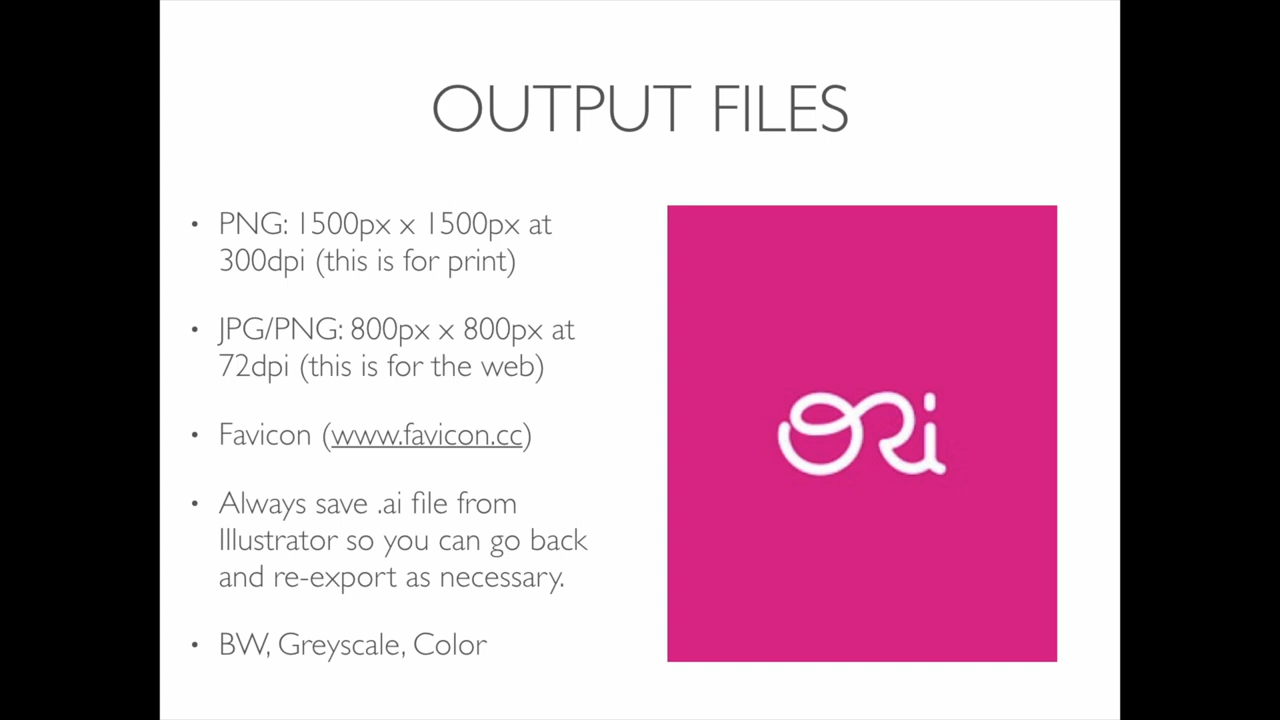 OUTPUT FILES
• PNG: 1500px x 1500px at
300dpi (this is for print)
• JPG/PNG: 800px x 800px at
72dpi (this is for the web)
• Favicon (www.favicon.cc)
• Always save .ai file from
Illustrator so you can go back
and re-export as necessary.
• BW, Greyscale, Color
ORi